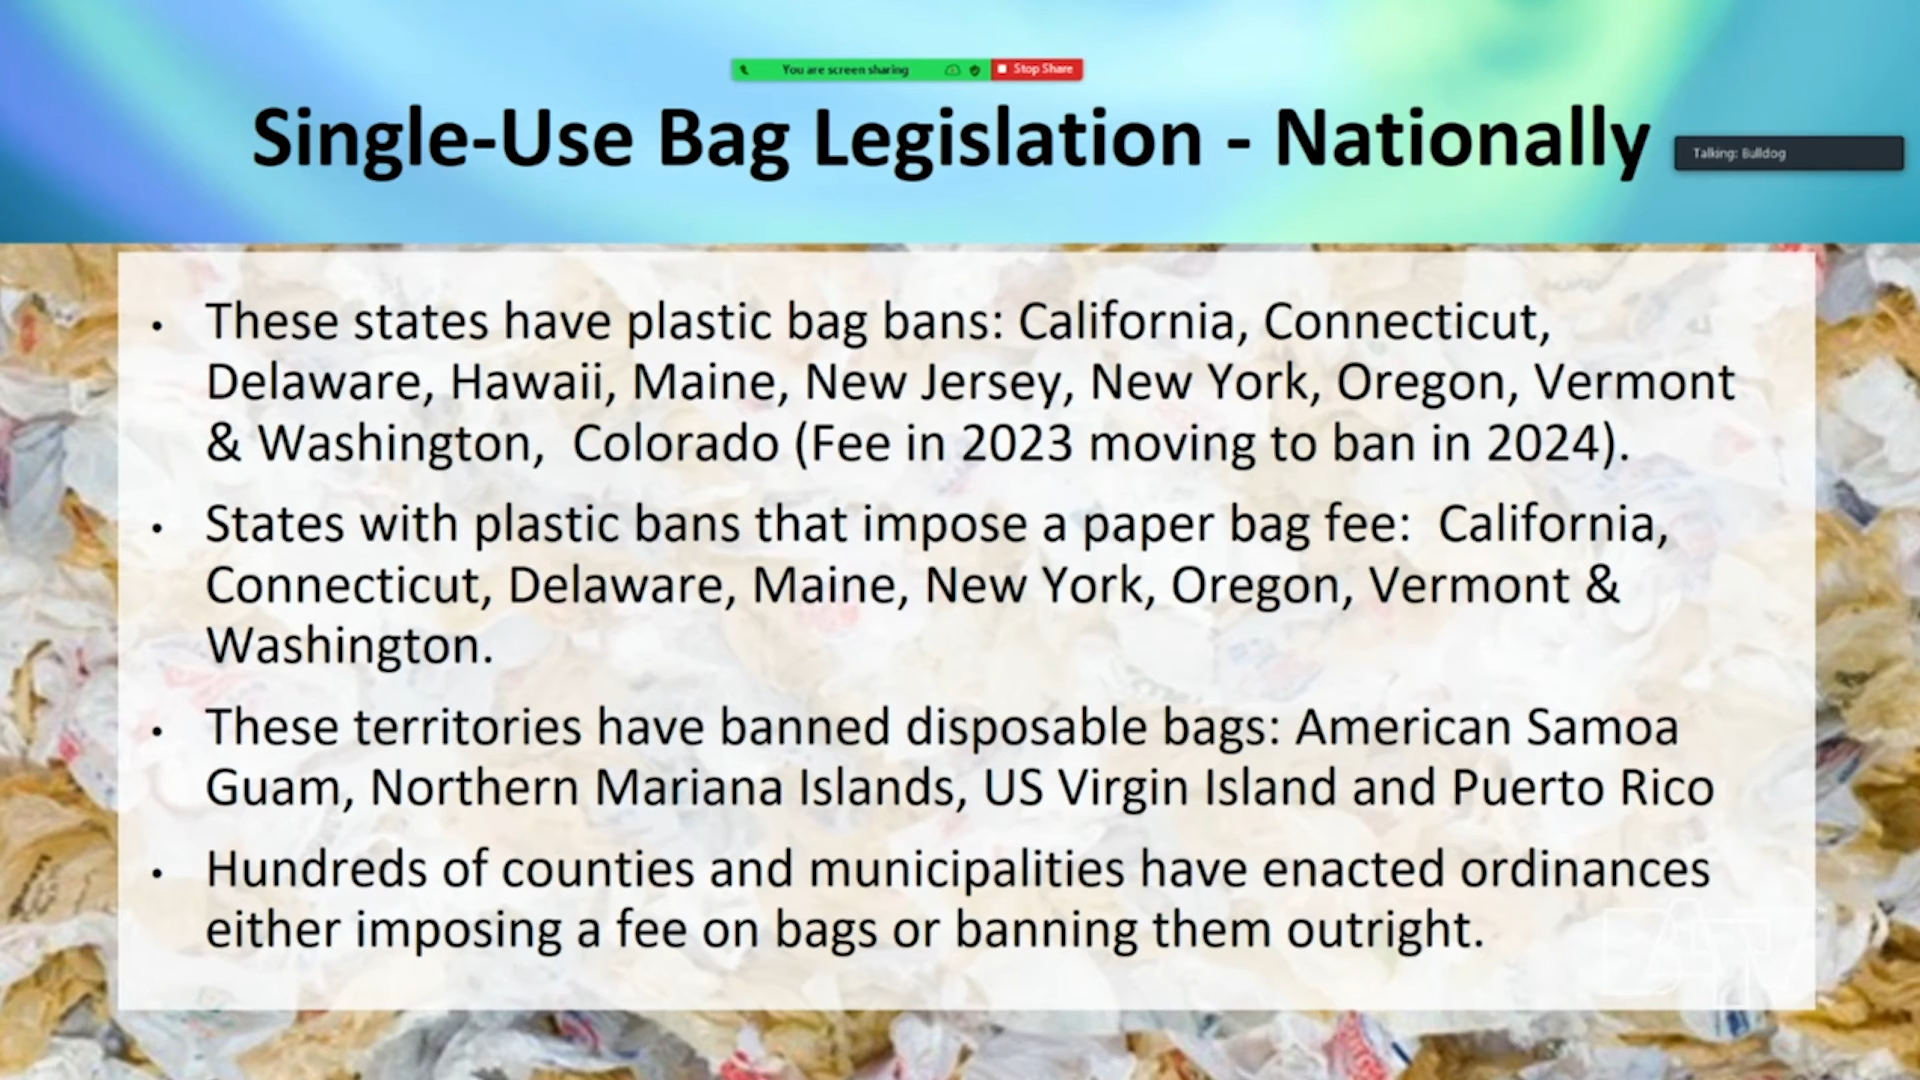 You are screen sharing
Stop Share
Single-Use Bag Legislation - Nationally
Talking: Bulldog
• These states have plastic bag bans: California, Connecticut,
Delaware, Hawaii, Maine, New Jersey, New York, Oregon, Vermont
& Washington,  Colorado (Fee in 2023 moving to ban in 2024).
• States with plastic bans that impose a paper bag fee:  California,
Connecticut, Delaware, Maine, New York, Oregon, Vermont &
Washington.
• These territories have banned disposable bags: American Samoa
Guam, Northern Mariana Islands, US Virgin Island and Puerto Rico
• Hundreds of counties and municipalities have enacted ordinances
either imposing a fee on bags or banning them outright.